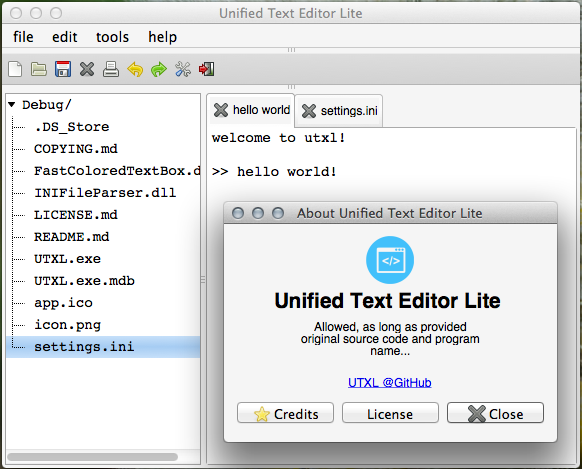 Unified Text Editor Lite
file edit tools help
Debug/
.DS_Store
COPYING.md
FastColoredTextBox.d
INIFileParser.dll
LICENSE.md
README.md
UTXL.exe
UTXL.exe.mdb
app.ico
icon.png
settings.ini
hello world settings.ini
welcome to utxl!
>> hello world!
About Unified Text Editor Lite
</>
Unified Text Editor Lite
Allowed, as long as provided
original source code and program
name...
UTXL @GitHub
Credits License Close